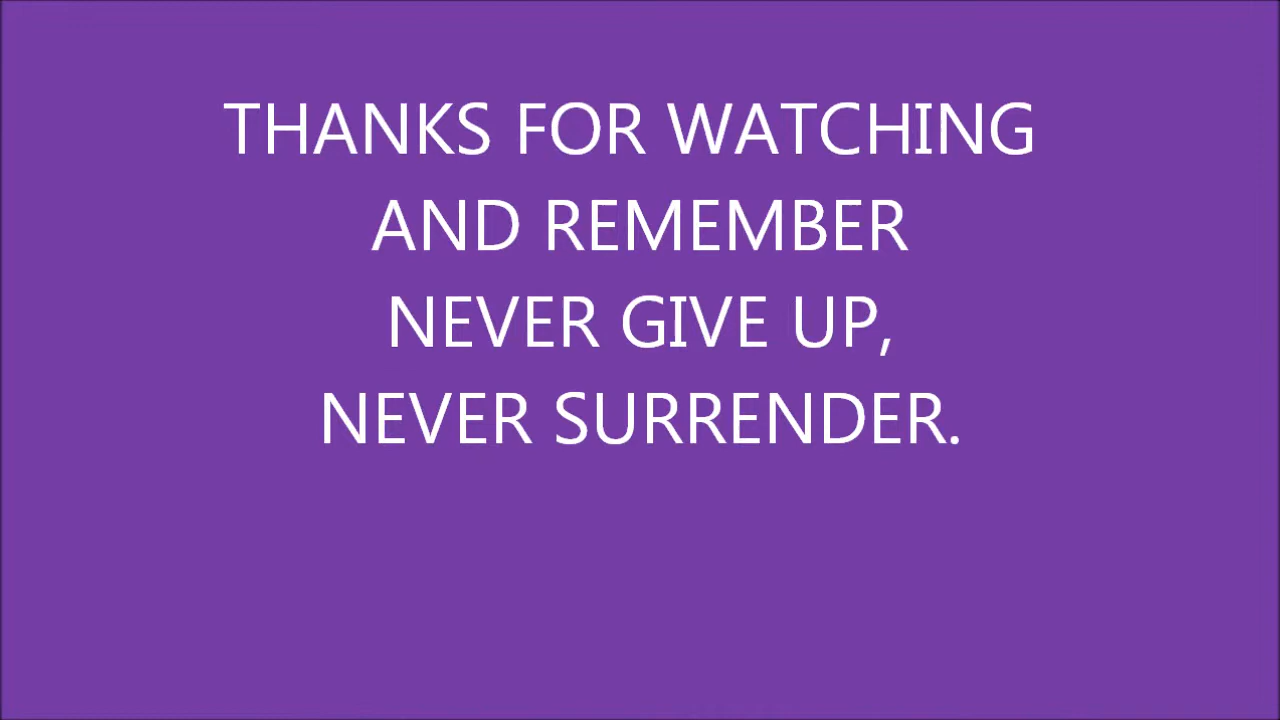 THANKS FOR WATCHING
AND REMEMBER
NEVER GIVE UP,
NEVER SURRENDER.